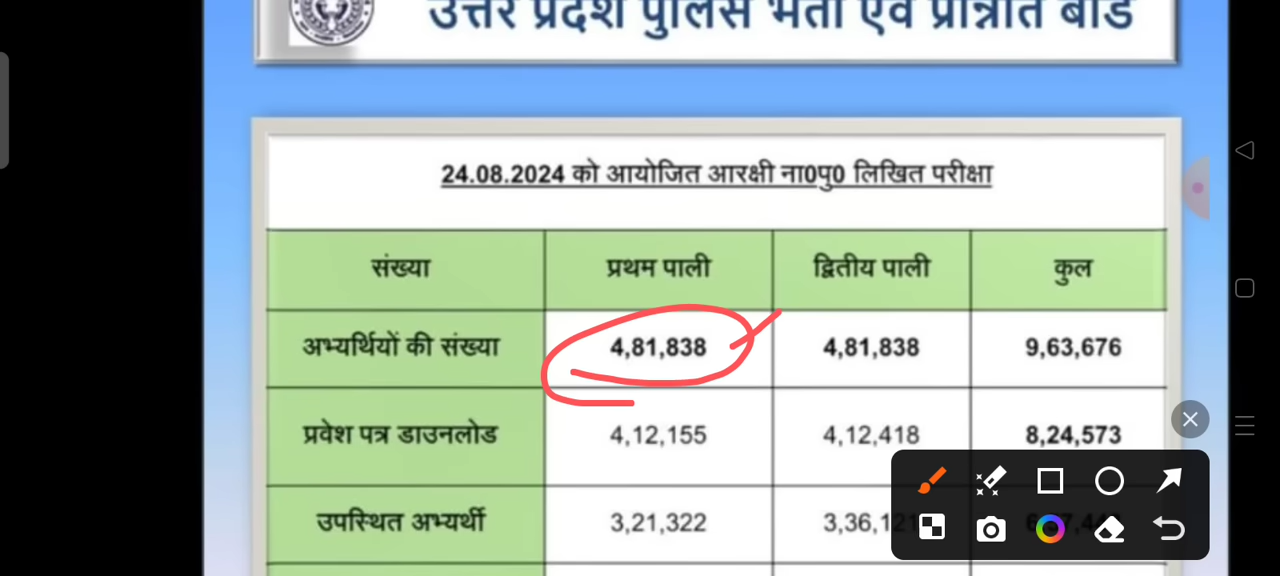 उत्तर प्रदेश पुलिस भर्ती एवं प्रोन्नति बोर्ड
24.08.2024 को आयोजित आरक्षी ना0पु0 लिखित परीक्षा
संख्या प्रथम पाली द्वितीय पाली कुल
अभ्यर्थियों की संख्या 4,81,838 4,81,838 9,63,676
प्रवेश पत्र डाउनलोड 4,12,155 4,12,418 8,24,573
उपस्थित अभ्यर्थी 3,21,322